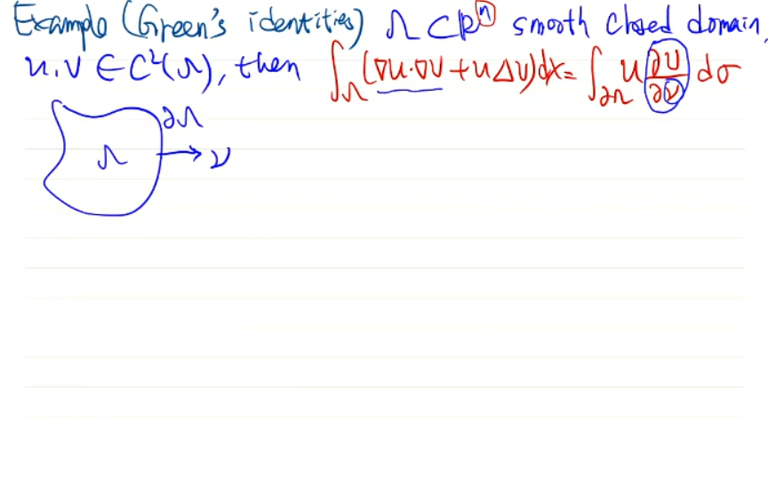 Example (Green's identities) Ω ⊂ ℝⁿ smooth closed domain,
u, v ∈ C²(Ω), then ∫_Ω (∇u·∇v + uΔv)dx = ∫_∂Ω u ∂v/∂ν dσ
∂Ω
Ω → ν